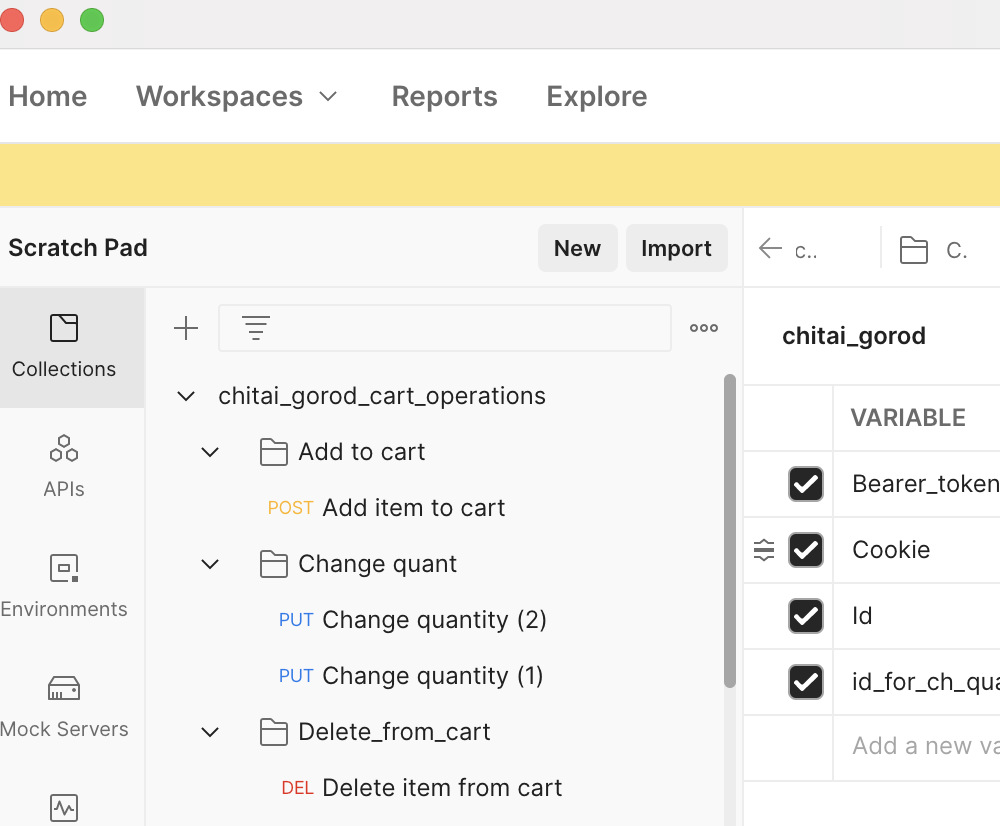 Home Workspaces Reports Explore
Scratch Pad New Import c.. C.
Collections
APIs
Environments
Mock Servers
chitai_gorod_cart_operations
Add to cart
POST Add item to cart
Change quant
PUT Change quantity (2)
PUT Change quantity (1)
Delete_from_cart
DEL Delete item from cart
chitai_gorod
VARIABLE
Bearer_token
Cookie
Id
id_for_ch_qua
Add a new va